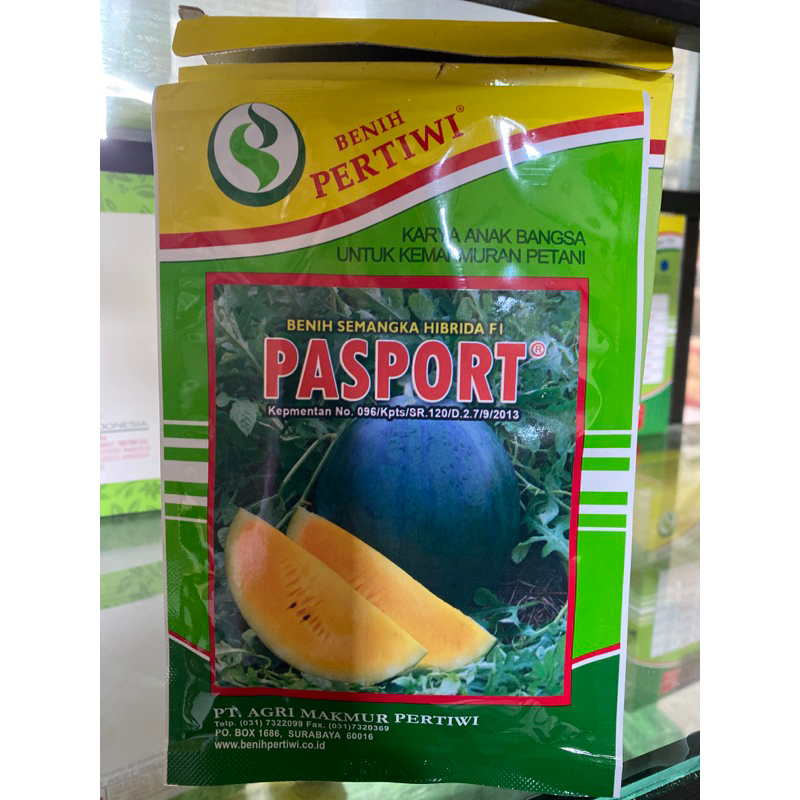 BENIH
PERTIWI®
KARYA ANAK BANGSA
UNTUK KEMAKMURAN PETANI
BENIH SEMANGKA HIBRIDA F1
PASPORT®
Kepmentan No. 096/Kpts/SR.120/D.2.7/9/2013
PT. AGRI MAKMUR PERTIWI
Telp. (031) 7322099 Fax. (031)7320369
PO. BOX 1686, SURABAYA 60016
www.benihpertiwi.co.id